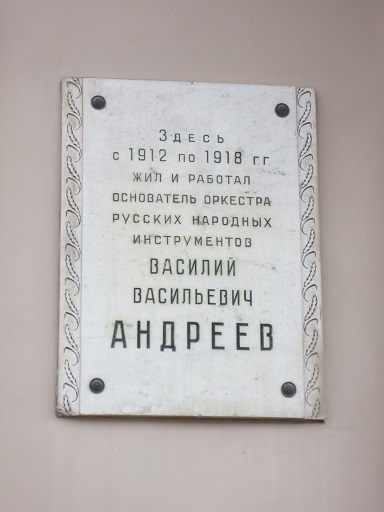 Здесь
с 1912 по 1918 гг.
жил и работал
основатель оркестра
русских народных
инструментов
ВАСИЛИЙ
ВАСИЛЬЕВИЧ
АНДРЕЕВ